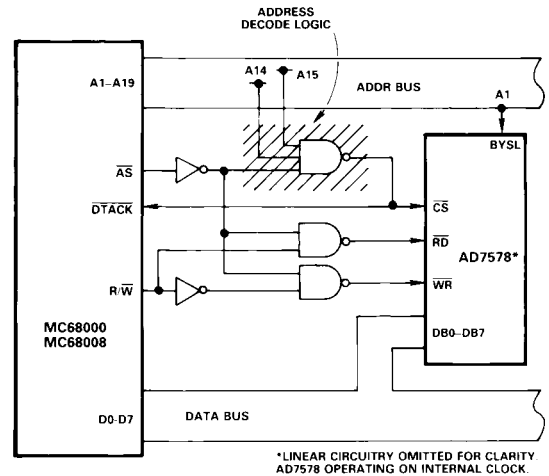 ADDRESS
DECODE LOGIC
A1–A19
A14
A15
ADDR BUS
A1
BYSL
AS
DTACK
CS
RD
AD7578*
R/W
WR
MC68000
MC68008
DB0–DB7
D0-D7
DATA BUS
*LINEAR CIRCUITRY OMITTED FOR CLARITY.
AD7578 OPERATING ON INTERNAL CLOCK.